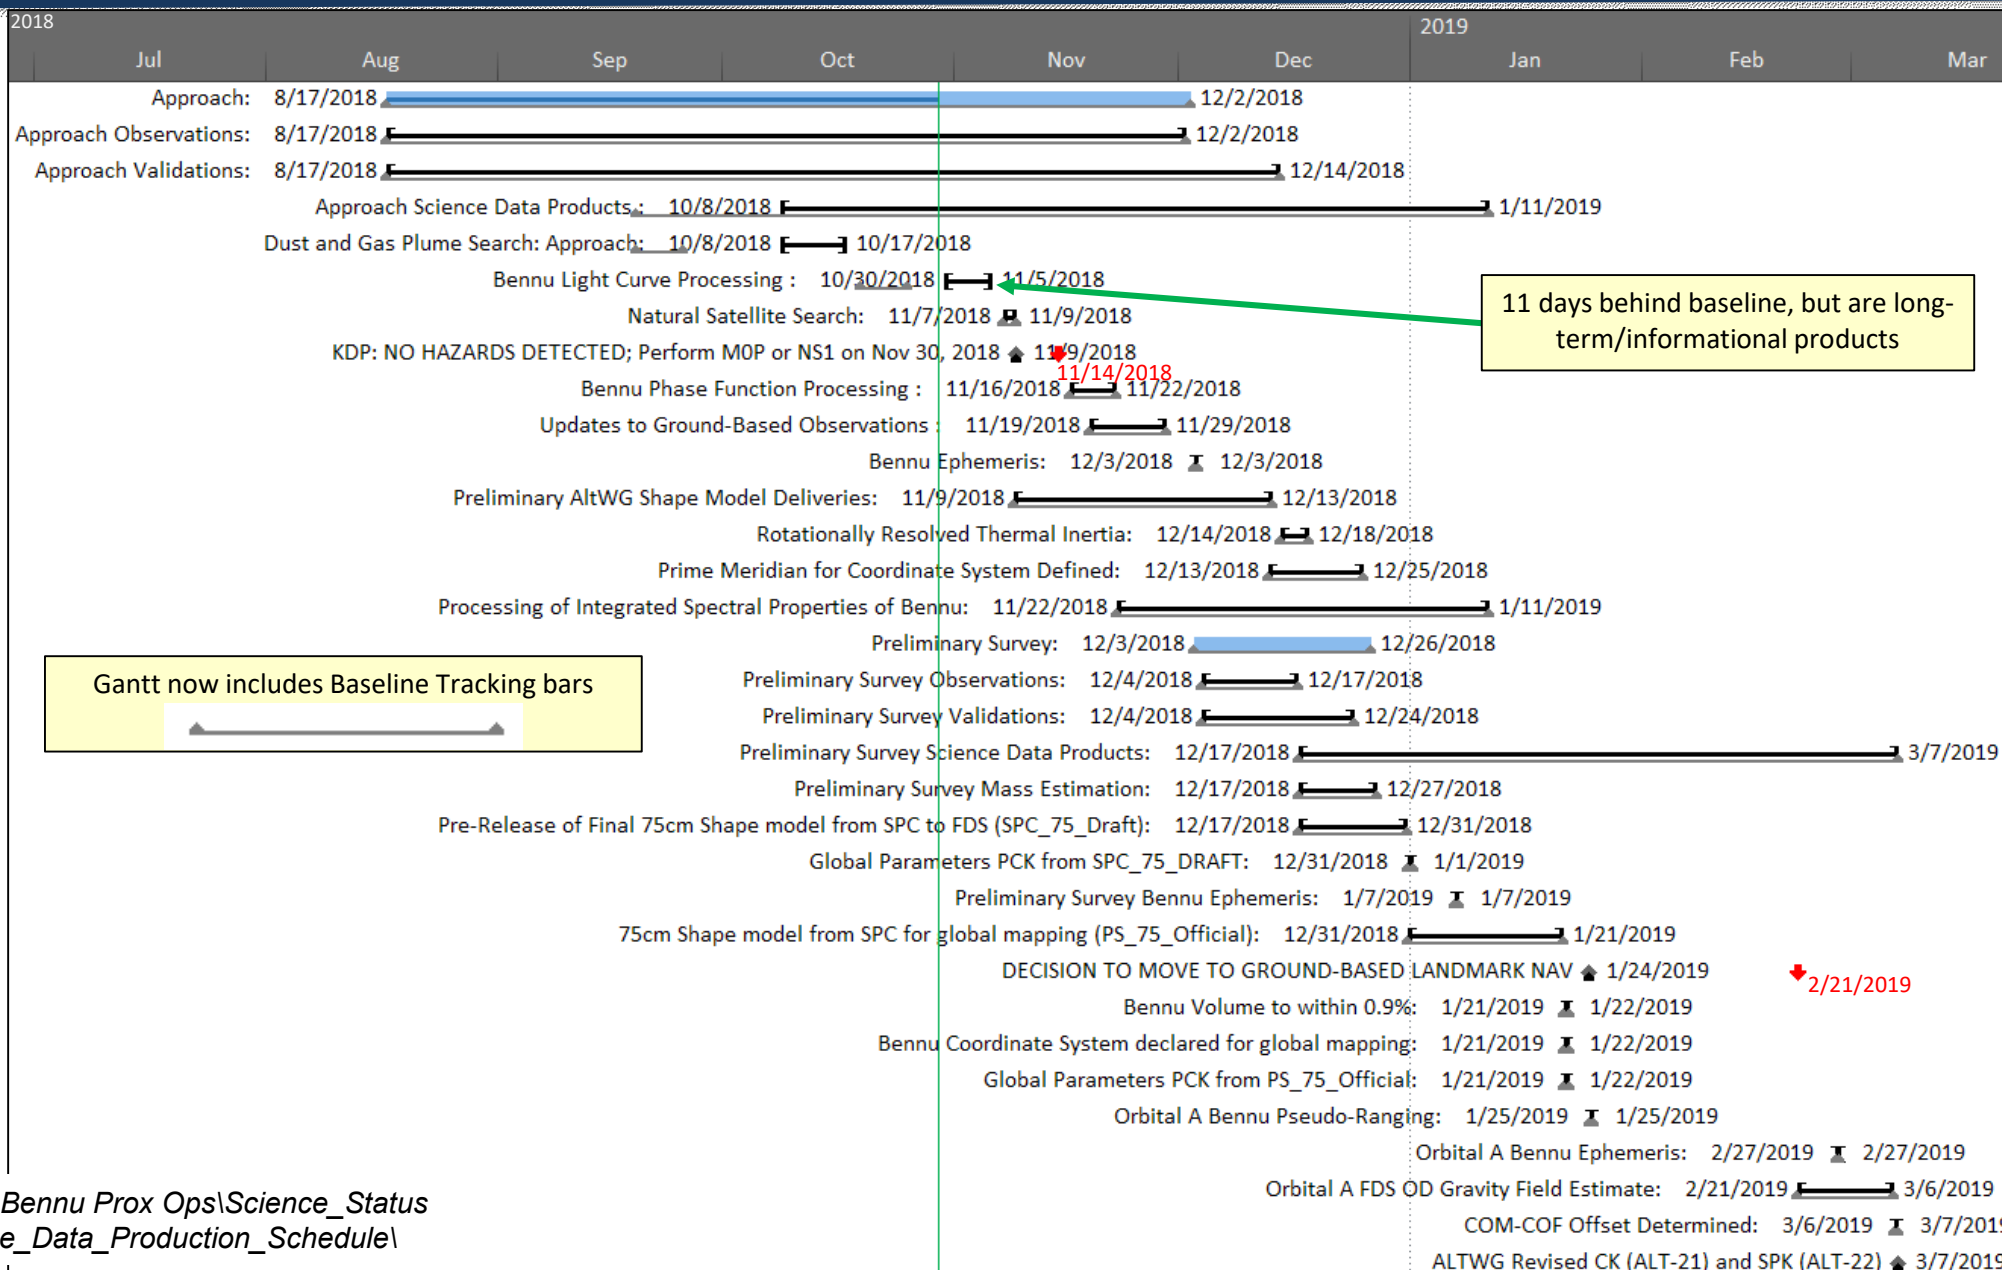 2018
2019
Jul Aug Sep Oct Nov Dec Jan Feb Mar
Approach: 8/17/2018 12/2/2018
Approach Observations: 8/17/2018 12/2/2018
Approach Validations: 8/17/2018 12/14/2018
Approach Science Data Products : 10/8/2018 1/11/2019
Dust and Gas Plume Search: Approach: 10/8/2018 10/17/2018
Bennu Light Curve Processing : 10/30/2018 11/5/2018
11 days behind baseline, but are long-
term/informational products
Natural Satellite Search: 11/7/2018 11/9/2018
KDP: NO HAZARDS DETECTED; Perform M0P or NS1 on Nov 30, 2018 11/9/2018
11/14/2018
Bennu Phase Function Processing : 11/16/2018 11/22/2018
Updates to Ground-Based Observations : 11/19/2018 11/29/2018
Bennu Ephemeris: 12/3/2018 12/3/2018
Preliminary AltWG Shape Model Deliveries: 11/9/2018 12/13/2018
Rotationally Resolved Thermal Inertia: 12/14/2018 12/18/2018
Prime Meridian for Coordinate System Defined: 12/13/2018 12/25/2018
Processing of Integrated Spectral Properties of Bennu: 11/22/2018 1/11/2019
Preliminary Survey: 12/3/2018 12/26/2018
Gantt now includes Baseline Tracking bars
Preliminary Survey Observations: 12/4/2018 12/17/2018
Preliminary Survey Validations: 12/4/2018 12/24/2018
Preliminary Survey Science Data Products: 12/17/2018 3/7/2019
Preliminary Survey Mass Estimation: 12/17/2018 12/27/2018
Pre-Release of Final 75cm Shape model from SPC to FDS (SPC_75_Draft): 12/17/2018 12/31/2018
Global Parameters PCK from SPC_75_DRAFT: 12/31/2018 1/1/2019
Preliminary Survey Bennu Ephemeris: 1/7/2019 1/7/2019
75cm Shape model from SPC for global mapping (PS_75_Official): 12/31/2018 1/21/2019
DECISION TO MOVE TO GROUND-BASED LANDMARK NAV 1/24/2019
2/21/2019
Bennu Volume to within 0.9%: 1/21/2019 1/22/2019
Bennu Coordinate System declared for global mapping: 1/21/2019 1/22/2019
Global Parameters PCK from PS_75_Official: 1/21/2019 1/22/2019
Orbital A Bennu Pseudo-Ranging: 1/25/2019 1/25/2019
Orbital A Bennu Ephemeris: 2/27/2019 2/27/2019
Orbital A FDS OD Gravity Field Estimate: 2/21/2019 3/6/2019
COM-COF Offset Determined: 3/6/2019 3/7/2019
ALTWG Revised CK (ALT-21) and SPK (ALT-22) 3/7/2019
Bennu Prox Ops\Science_Status
e_Data_Production_Schedule\